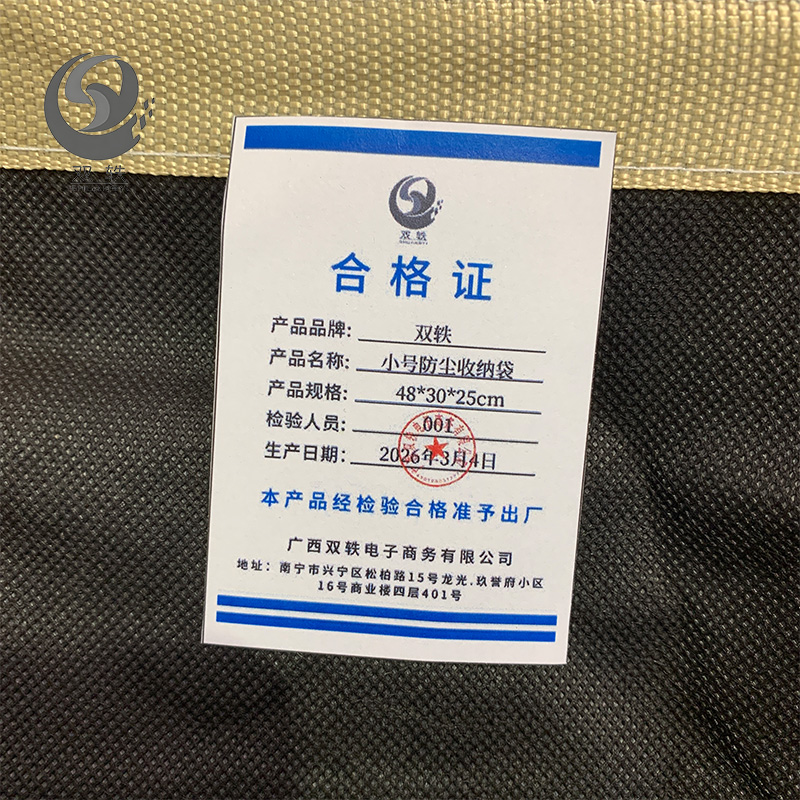 双轶
双轶
合格证
产品品牌: 双轶
产品名称: 小号防尘收纳袋
产品规格: 48*30*25cm
检验人员: 001
生产日期: 2026年3月4日
本产品经检验合格准予出厂
广西双轶电子商务有限公司
地址：南宁市兴宁区松柏路15号龙光.玖誉府小区
16号商业楼四层401号